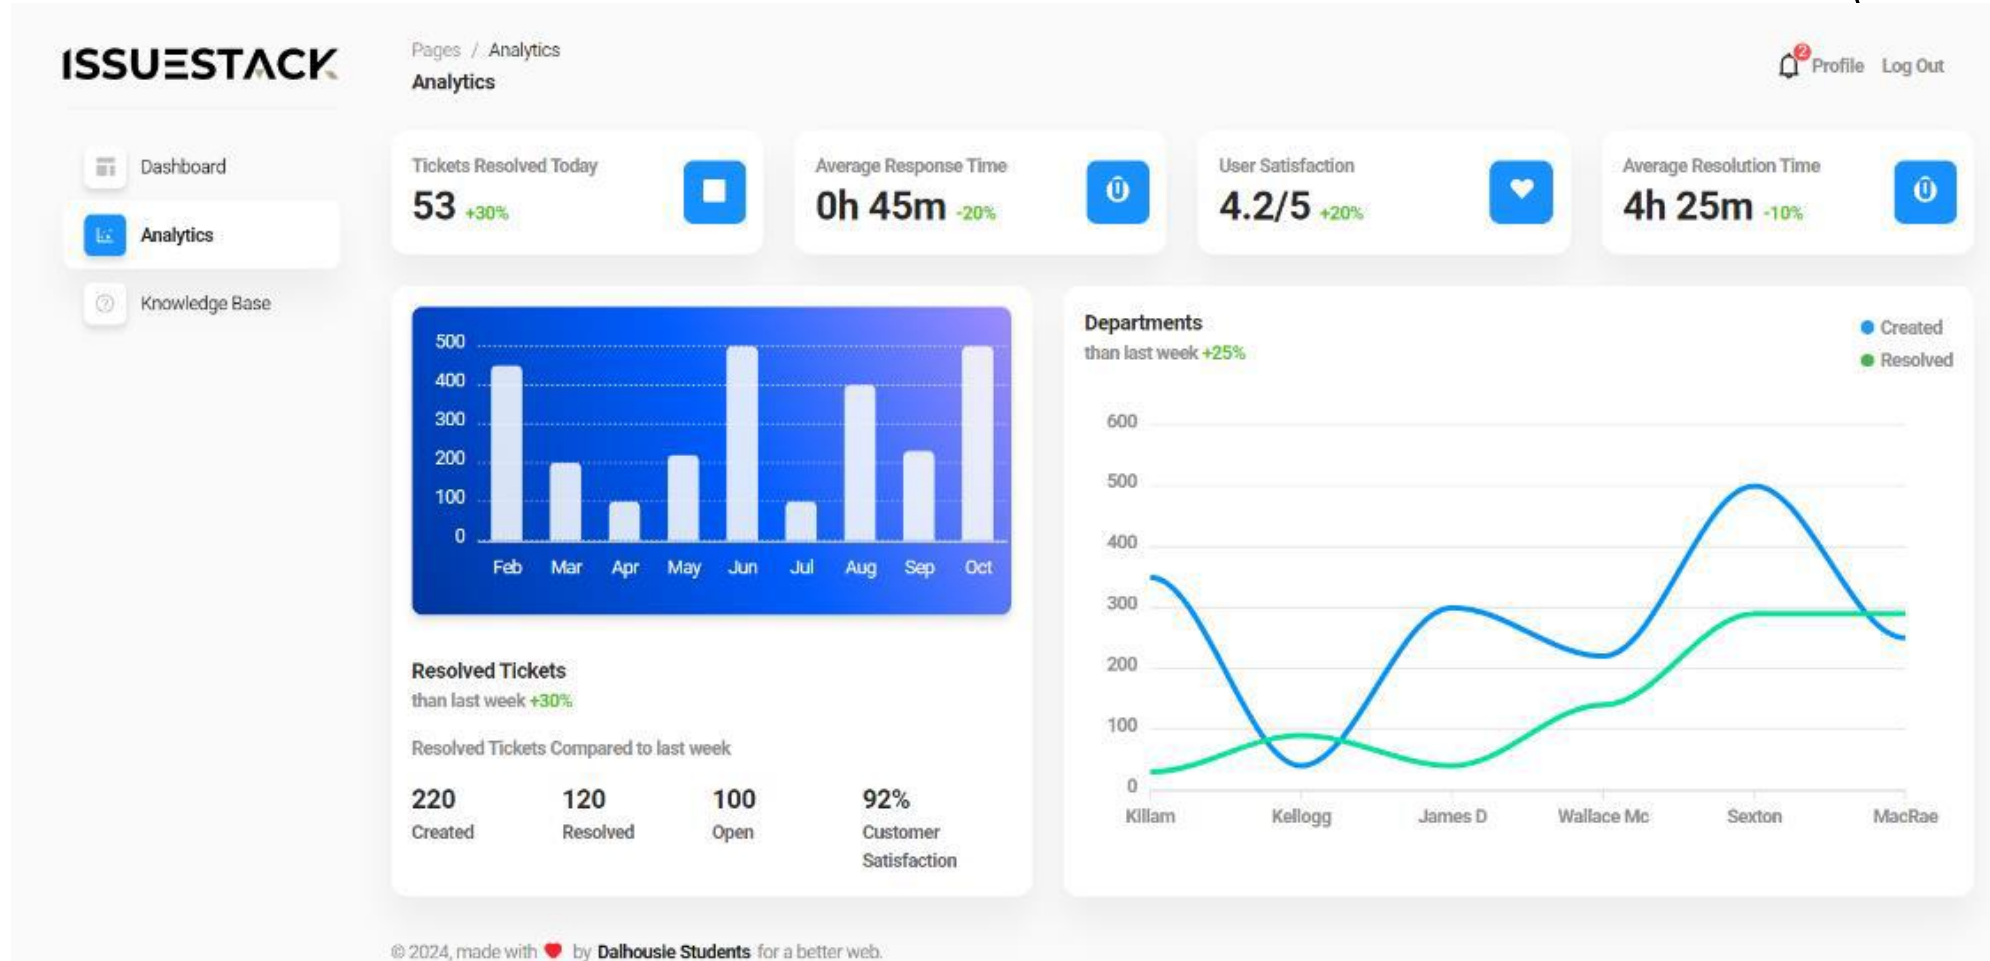 ISSUESTACK
Pages / Analytics
Analytics
2
Profile Log Out
Dashboard
Analytics
Knowledge Base
Tickets Resolved Today
53 +30%
Average Response Time
0h 45m -20%
User Satisfaction
4.2/5 +20%
Average Resolution Time
4h 25m -10%
500
400
300
200
100
0
Feb Mar Apr May Jun Jul Aug Sep Oct
Resolved Tickets
than last week +30%
Resolved Tickets Compared to last week
220 120 100 92%
Created Resolved Open Customer
Satisfaction
Departments
than last week +25%
Created
Resolved
600
500
400
300
200
100
0
Killam Kellogg James D Wallace Mc Sexton MacRae
© 2024, made with by Dalhousie Students for a better web.